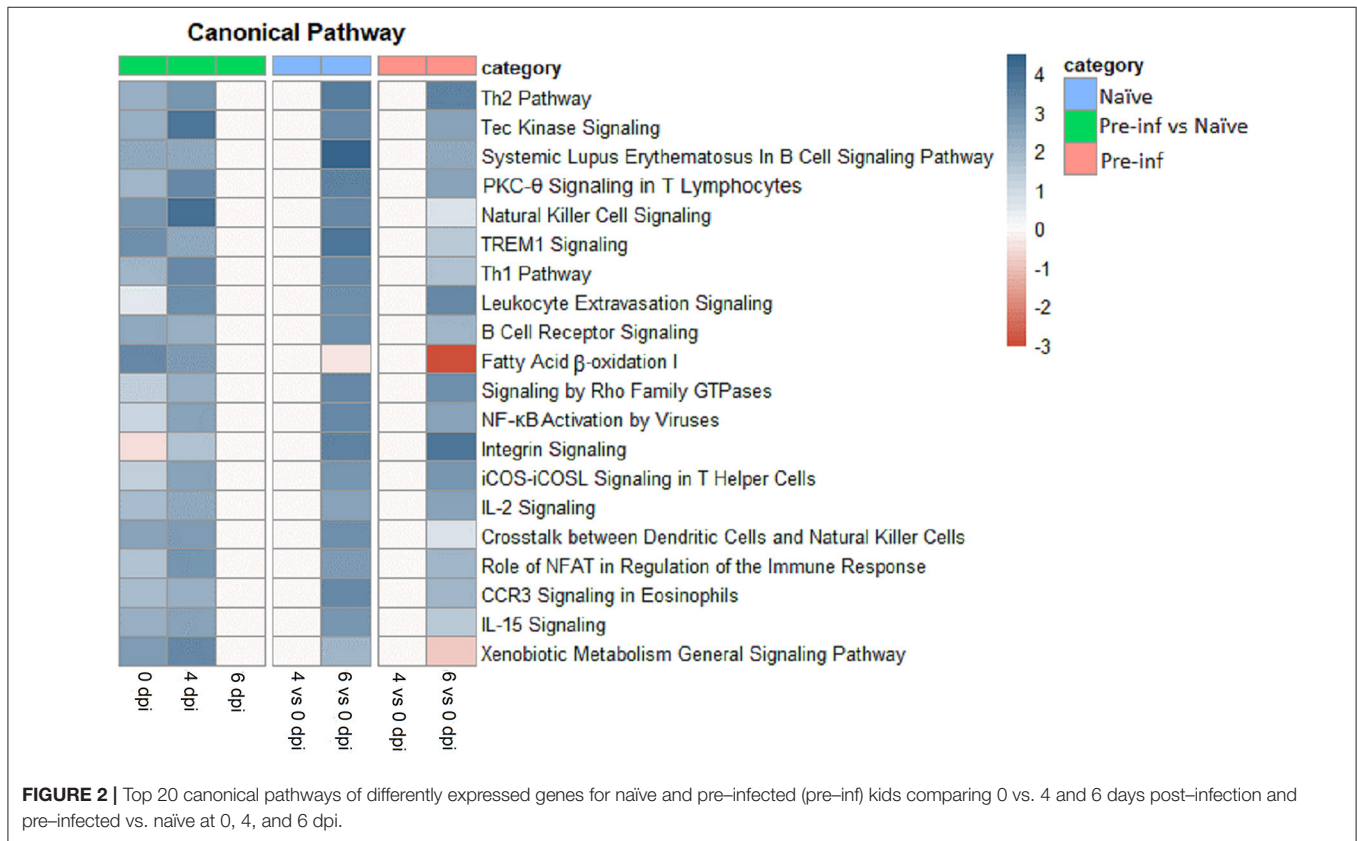 Canonical Pathway
category
Th2 Pathway
Tec Kinase Signaling
Systemic Lupus Erythematosus In B Cell Signaling Pathway
PKC-θ Signaling in T Lymphocytes
Natural Killer Cell Signaling
TREM1 Signaling
Th1 Pathway
Leukocyte Extravasation Signaling
B Cell Receptor Signaling
Fatty Acid β-oxidation I
Signaling by Rho Family GTPases
NF-κB Activation by Viruses
Integrin Signaling
iCOS-iCOSL Signaling in T Helper Cells
IL-2 Signaling
Crosstalk between Dendritic Cells and Natural Killer Cells
Role of NFAT in Regulation of the Immune Response
CCR3 Signaling in Eosinophils
IL-15 Signaling
Xenobiotic Metabolism General Signaling Pathway
0 dpi
4 dpi
6 dpi
4 vs 0 dpi
6 vs 0 dpi
4 vs 0 dpi
6 vs 0 dpi
4
3
2
1
0
-1
-2
-3
category
Naïve
Pre-inf vs Naïve
Pre-inf
FIGURE 2 | Top 20 canonical pathways of differently expressed genes for naïve and pre–infected (pre–inf) kids comparing 0 vs. 4 and 6 days post–infection and
pre–infected vs. naïve at 0, 4, and 6 dpi.